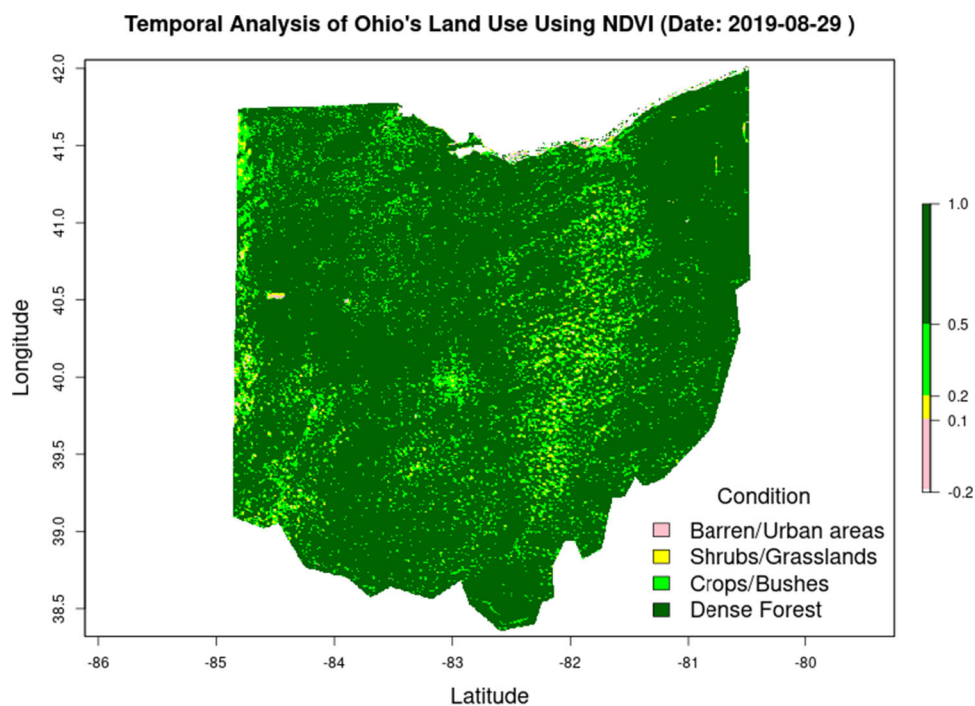 Temporal Analysis of Ohio's Land Use Using NDVI (Date: 2019-08-29 )
42.0
41.5
41.0
40.5
40.0
39.5
39.0
38.5
Longitude
-86
-85
-84
-83
-82
-81
-80
Latitude
1.0
0.5
0.2
0.1
-0.2
Condition
Barren/Urban areas
Shrubs/Grasslands
Crops/Bushes
Dense Forest